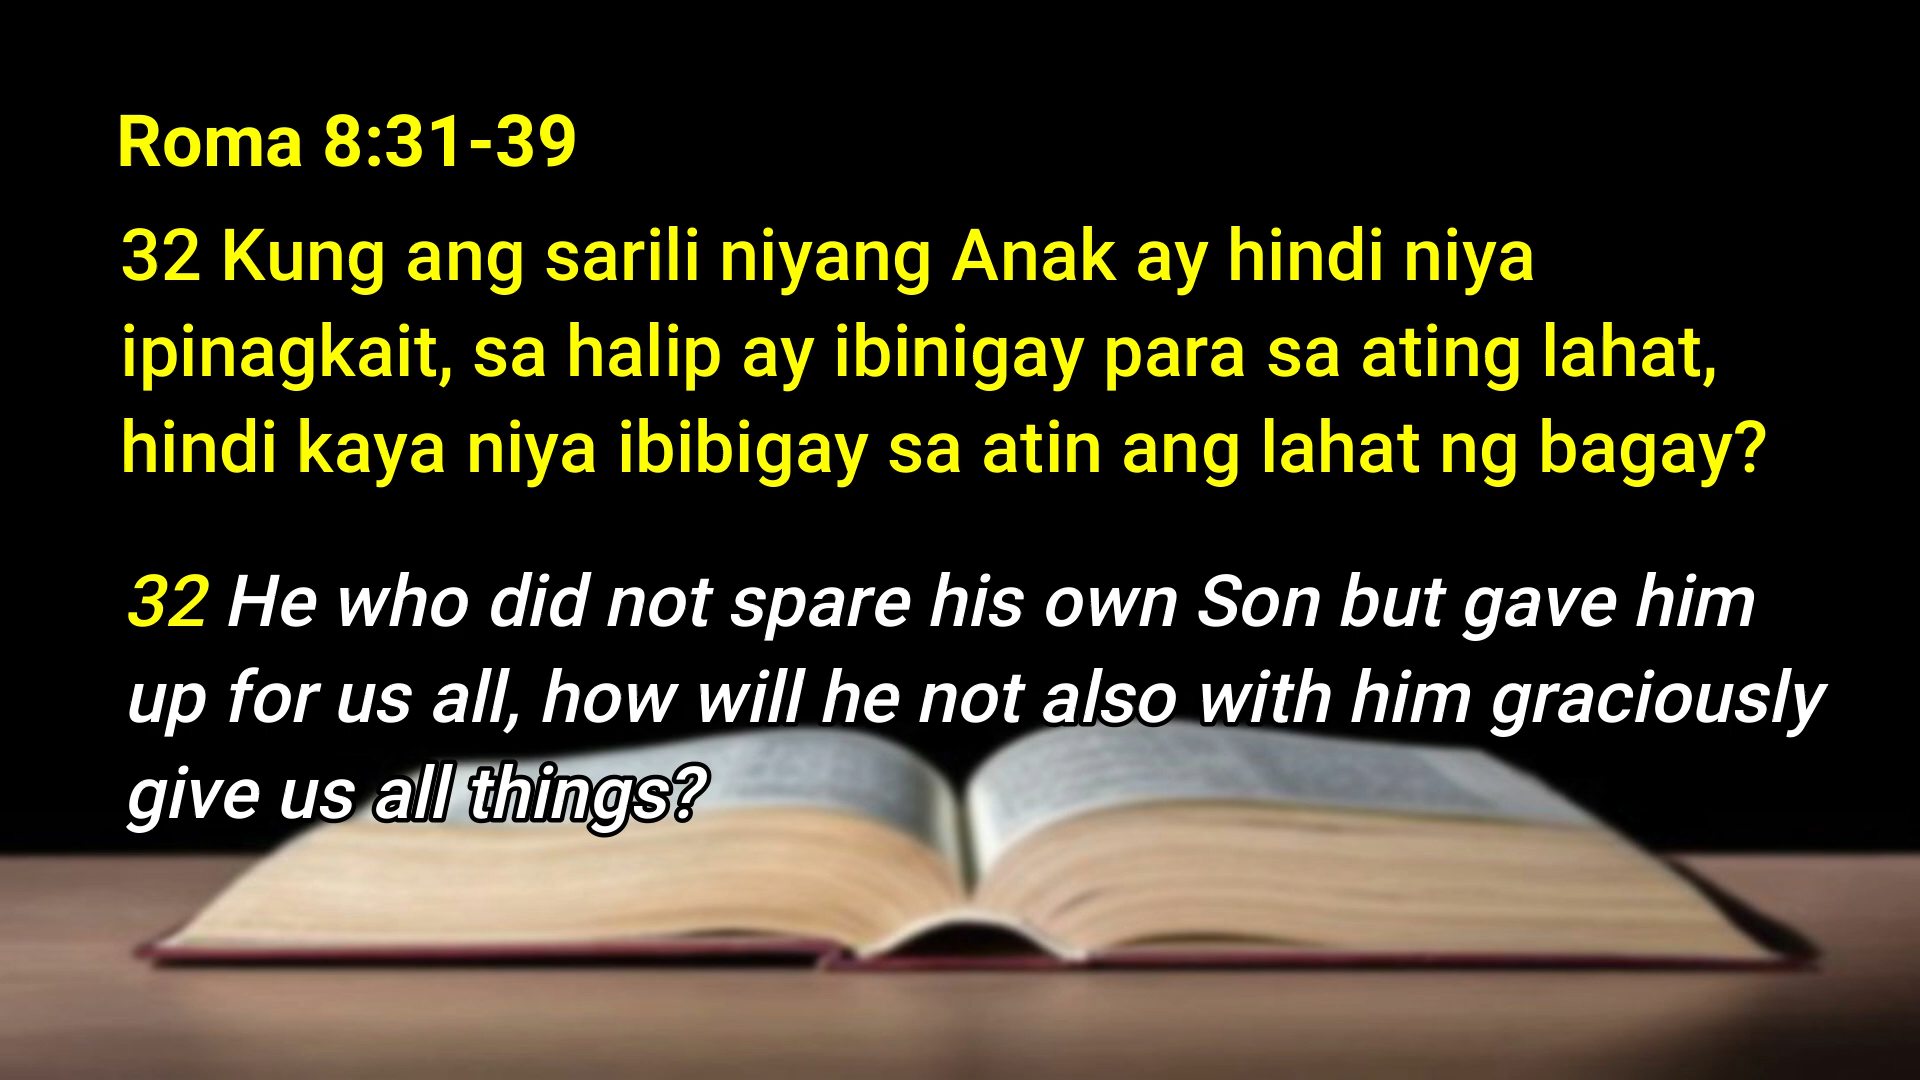 Roma 8:31-39
32 Kung ang sarili niyang Anak ay hindi niya
ipinagkait, sa halip ay ibinigay para sa ating lahat,
hindi kaya niya ibibigay sa atin ang lahat ng bagay?
32 He who did not spare his own Son but gave him
up for us all, how will he not also with him graciously
give us all things?